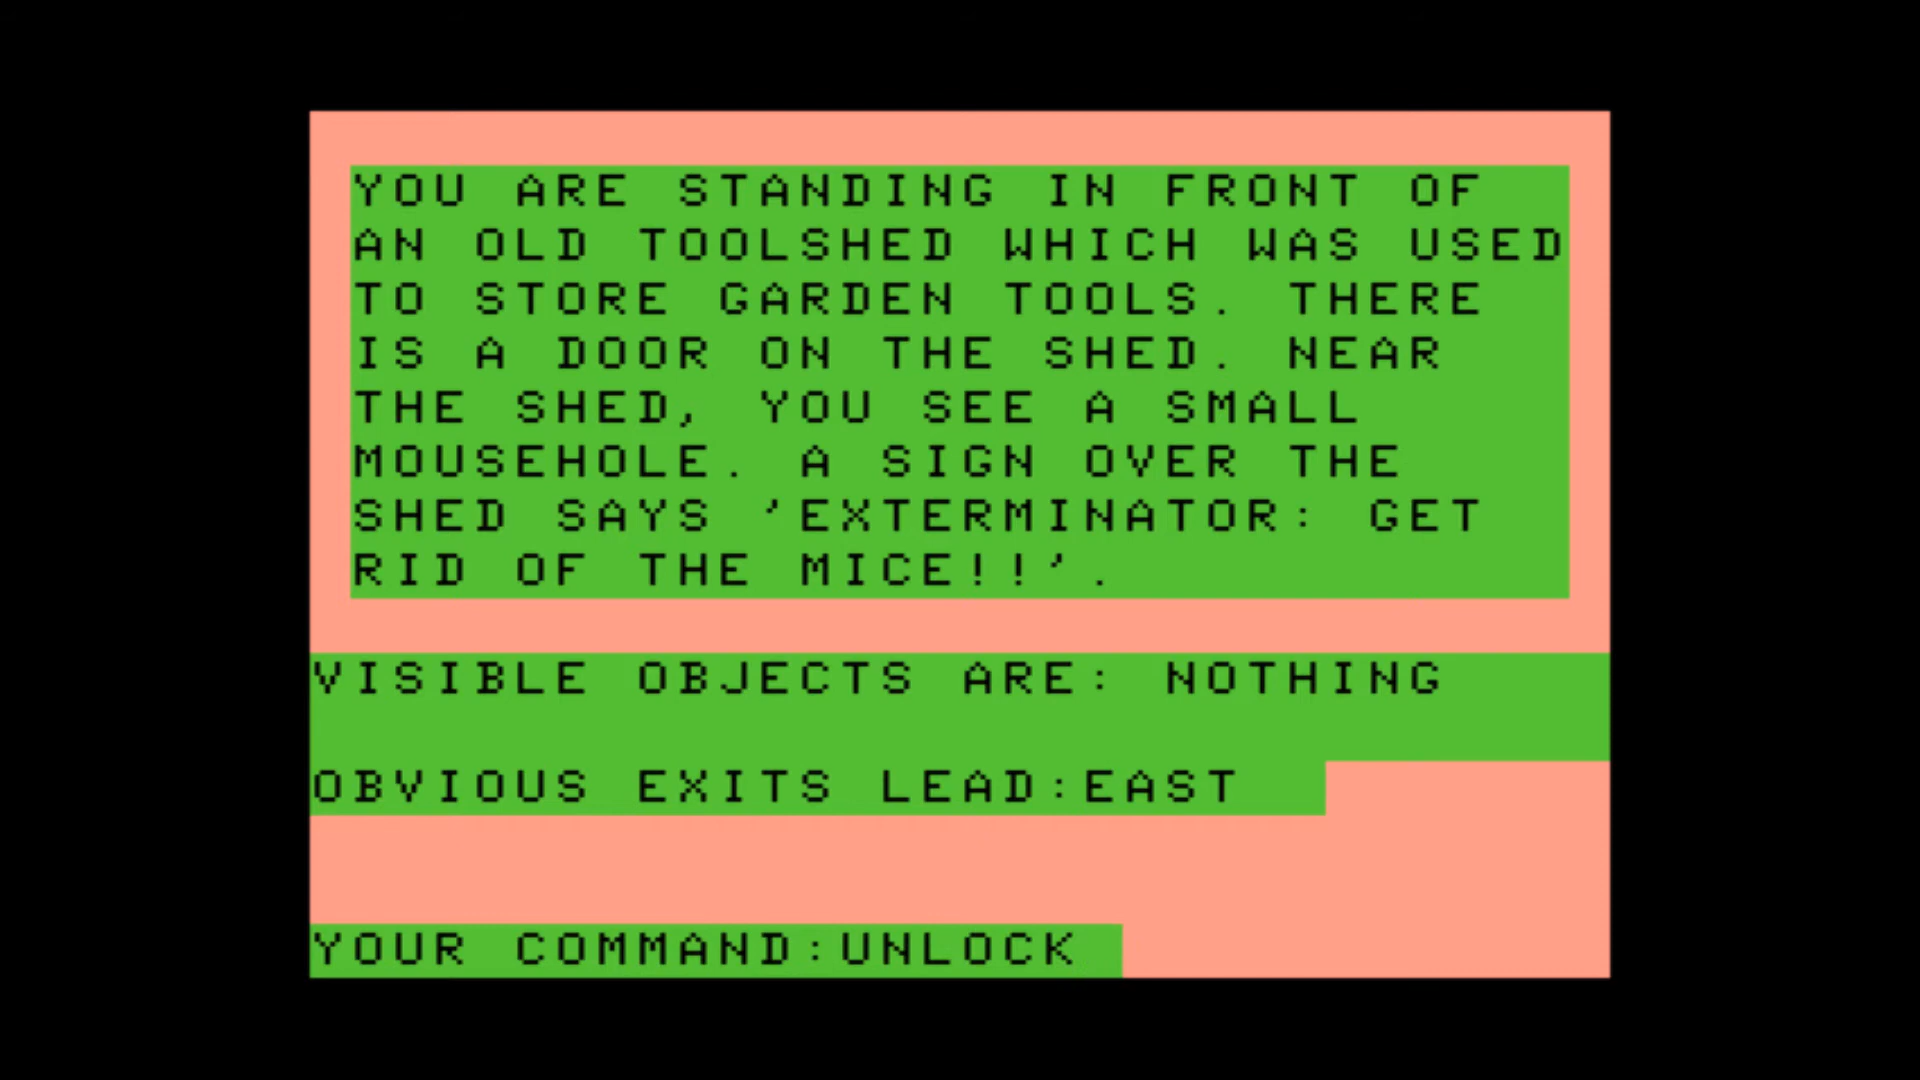 YOU ARE STANDING IN FRONT OF
AN OLD TOOLSHED WHICH WAS USED
TO STORE GARDEN TOOLS. THERE
IS A DOOR ON THE SHED. NEAR
THE SHED, YOU SEE A SMALL
MOUSEHOLE. A SIGN OVER THE
SHED SAYS 'EXTERMINATOR: GET
RID OF THE MICE!!'.
VISIBLE OBJECTS ARE: NOTHING
OBVIOUS EXITS LEAD:EAST
YOUR COMMAND:UNLOCK